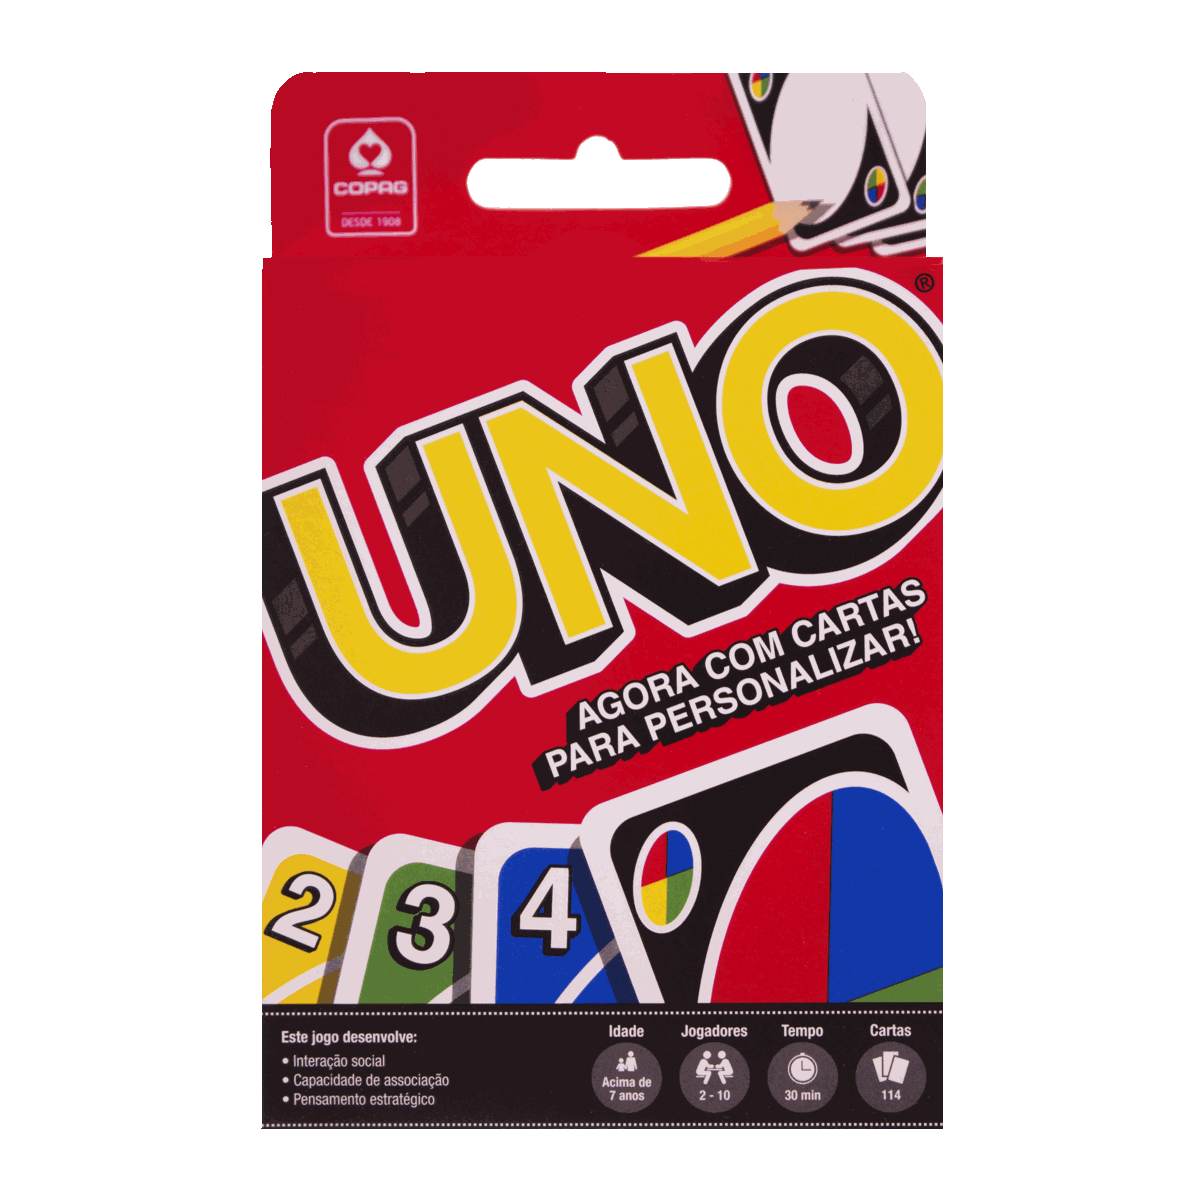 COPAG
DESDE 1908
UNO®
AGORA COM CARTAS
PARA PERSONALIZAR!
2
3
4
Este jogo desenvolve:
• Interação social
• Capacidade de associação
• Pensamento estratégico
Idade
Acima de
7 anos
Jogadores
2 - 10
Tempo
30 min
Cartas
114